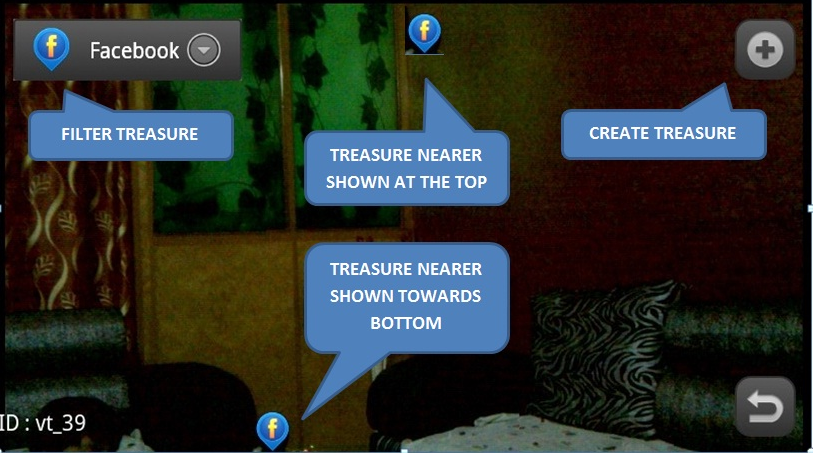 Facebook
FILTER TREASURE
CREATE TREASURE
TREASURE NEARER
SHOWN AT THE TOP
TREASURE NEARER
SHOWN TOWARDS
BOTTOM
ID : vt_39